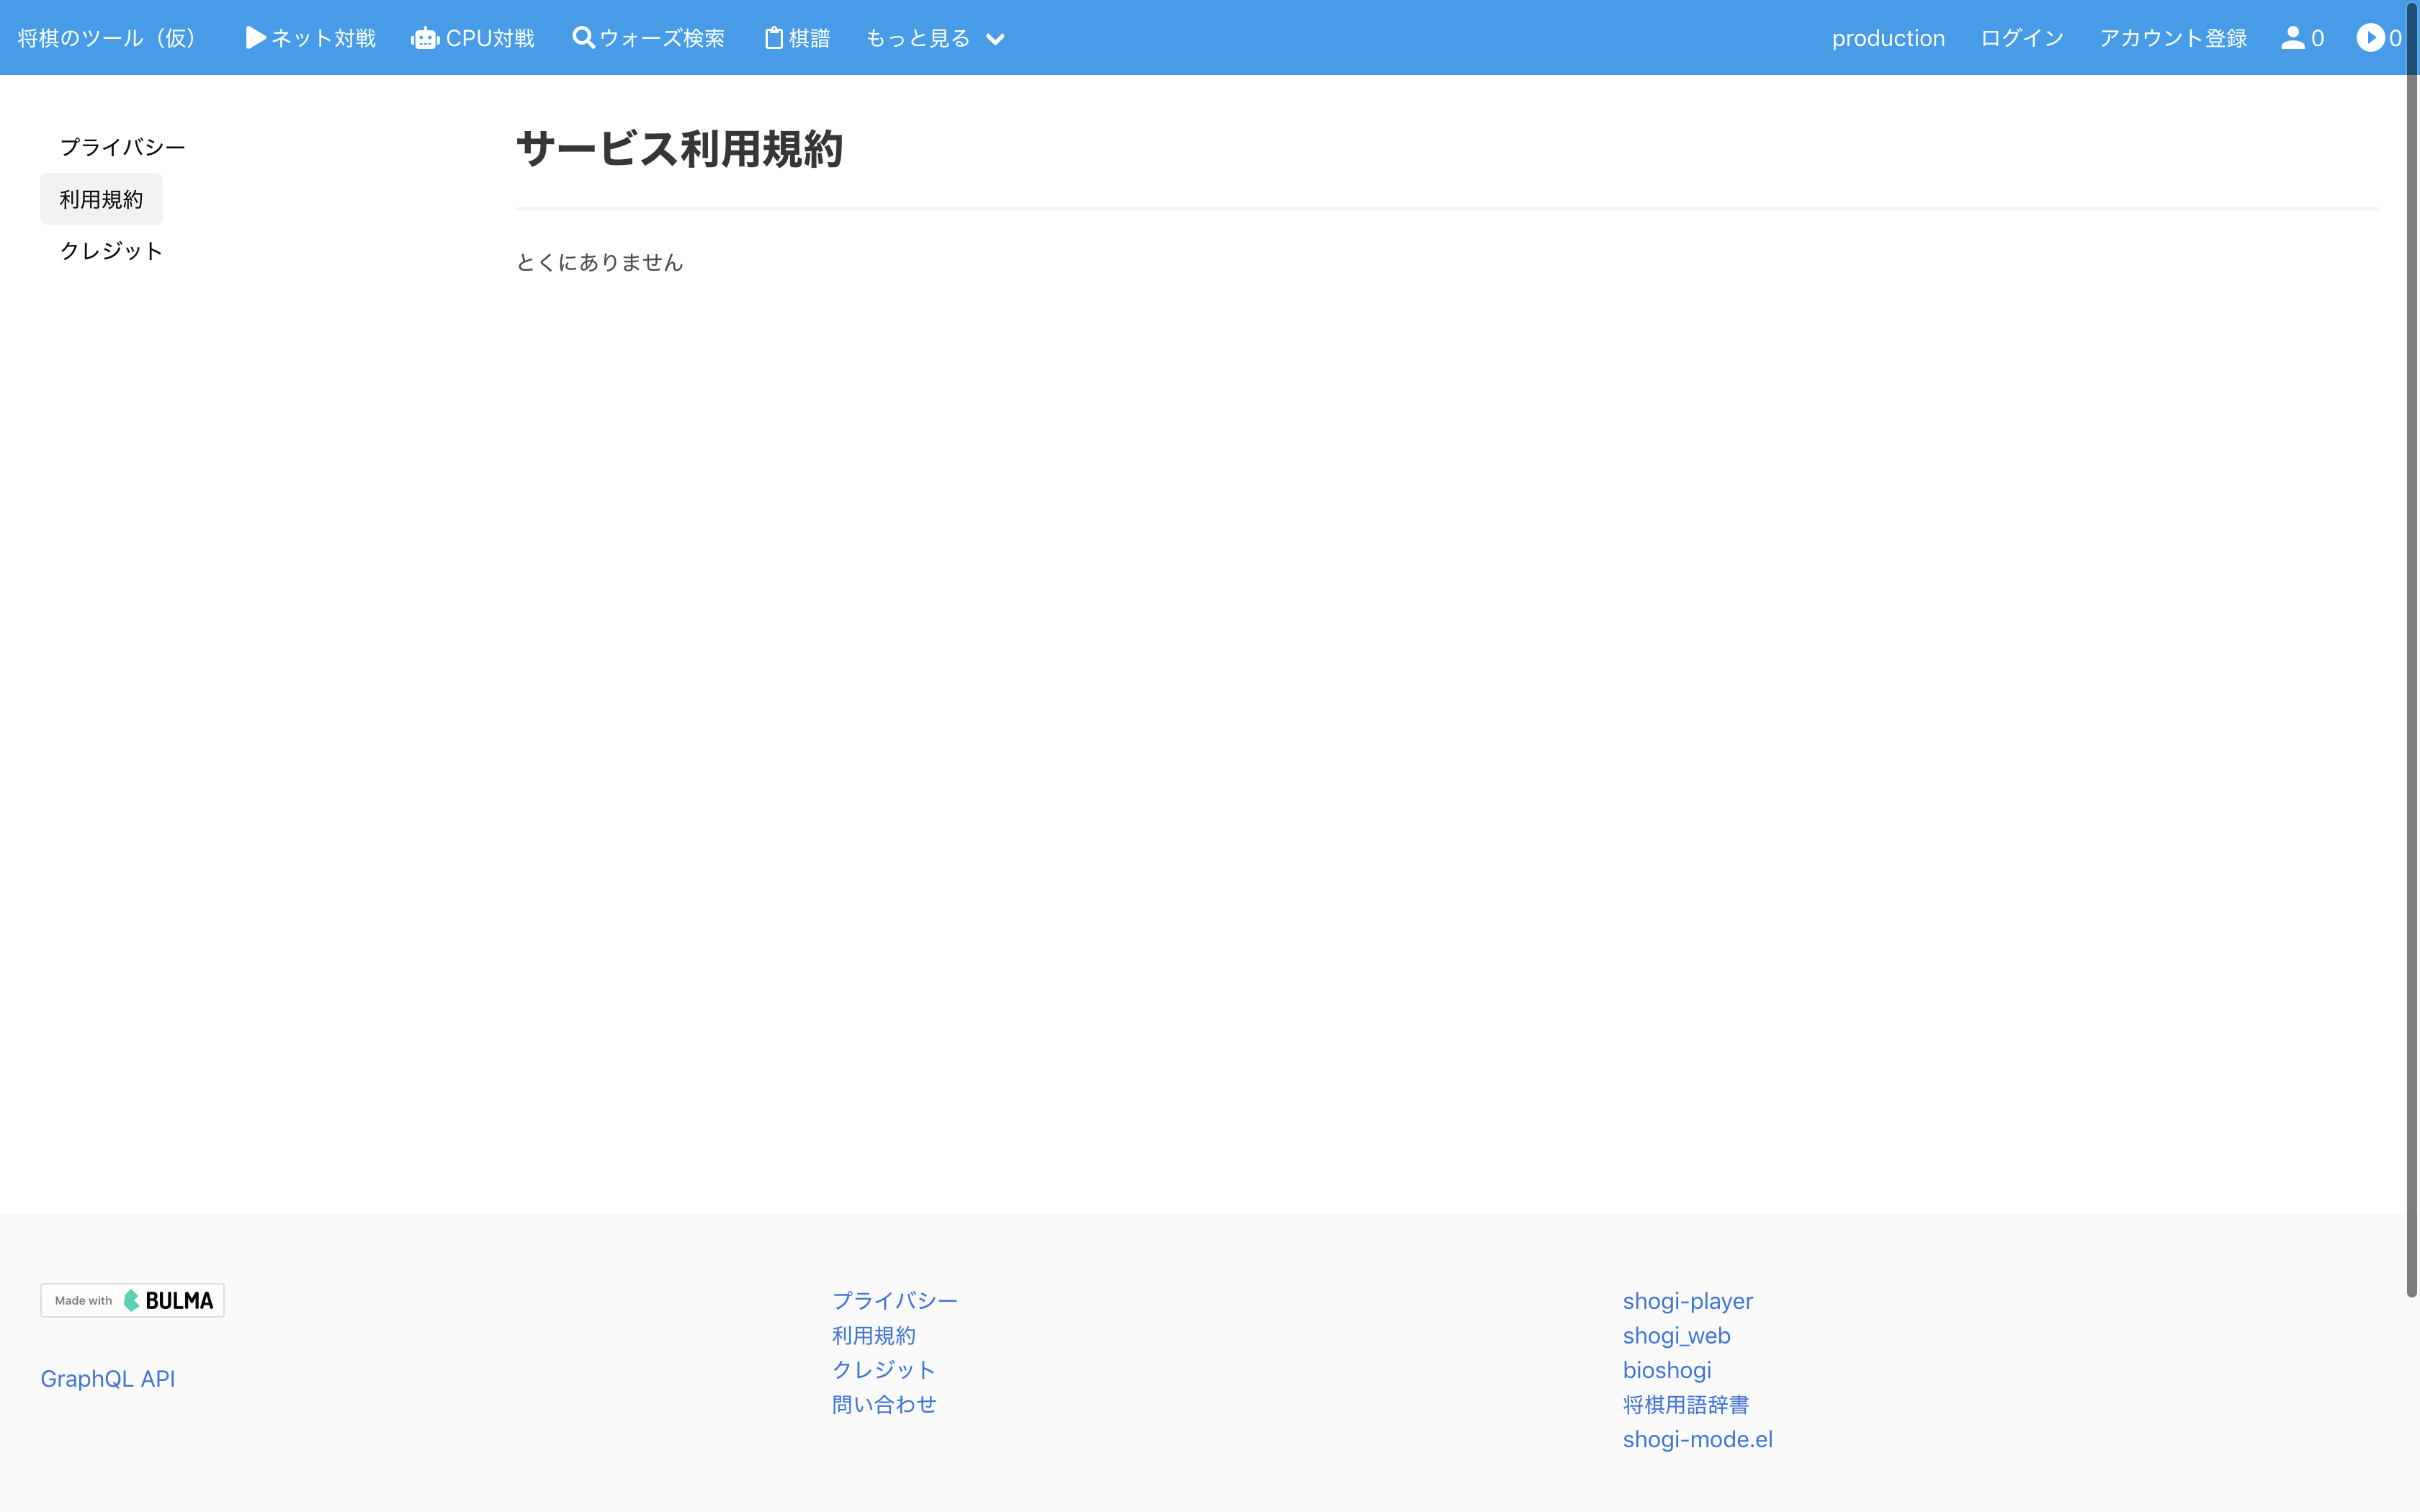 将棋のツール（仮） ネット対戦 CPU対戦 ウォーズ検索 棋譜 もっと見る production ログイン アカウント登録 0 0
プライバシー
利用規約
クレジット
サービス利用規約
とくにありません
Made with BULMA
GraphQL API
プライバシー
利用規約
クレジット
問い合わせ
shogi-player
shogi_web
bioshogi
将棋用語辞書
shogi-mode.el